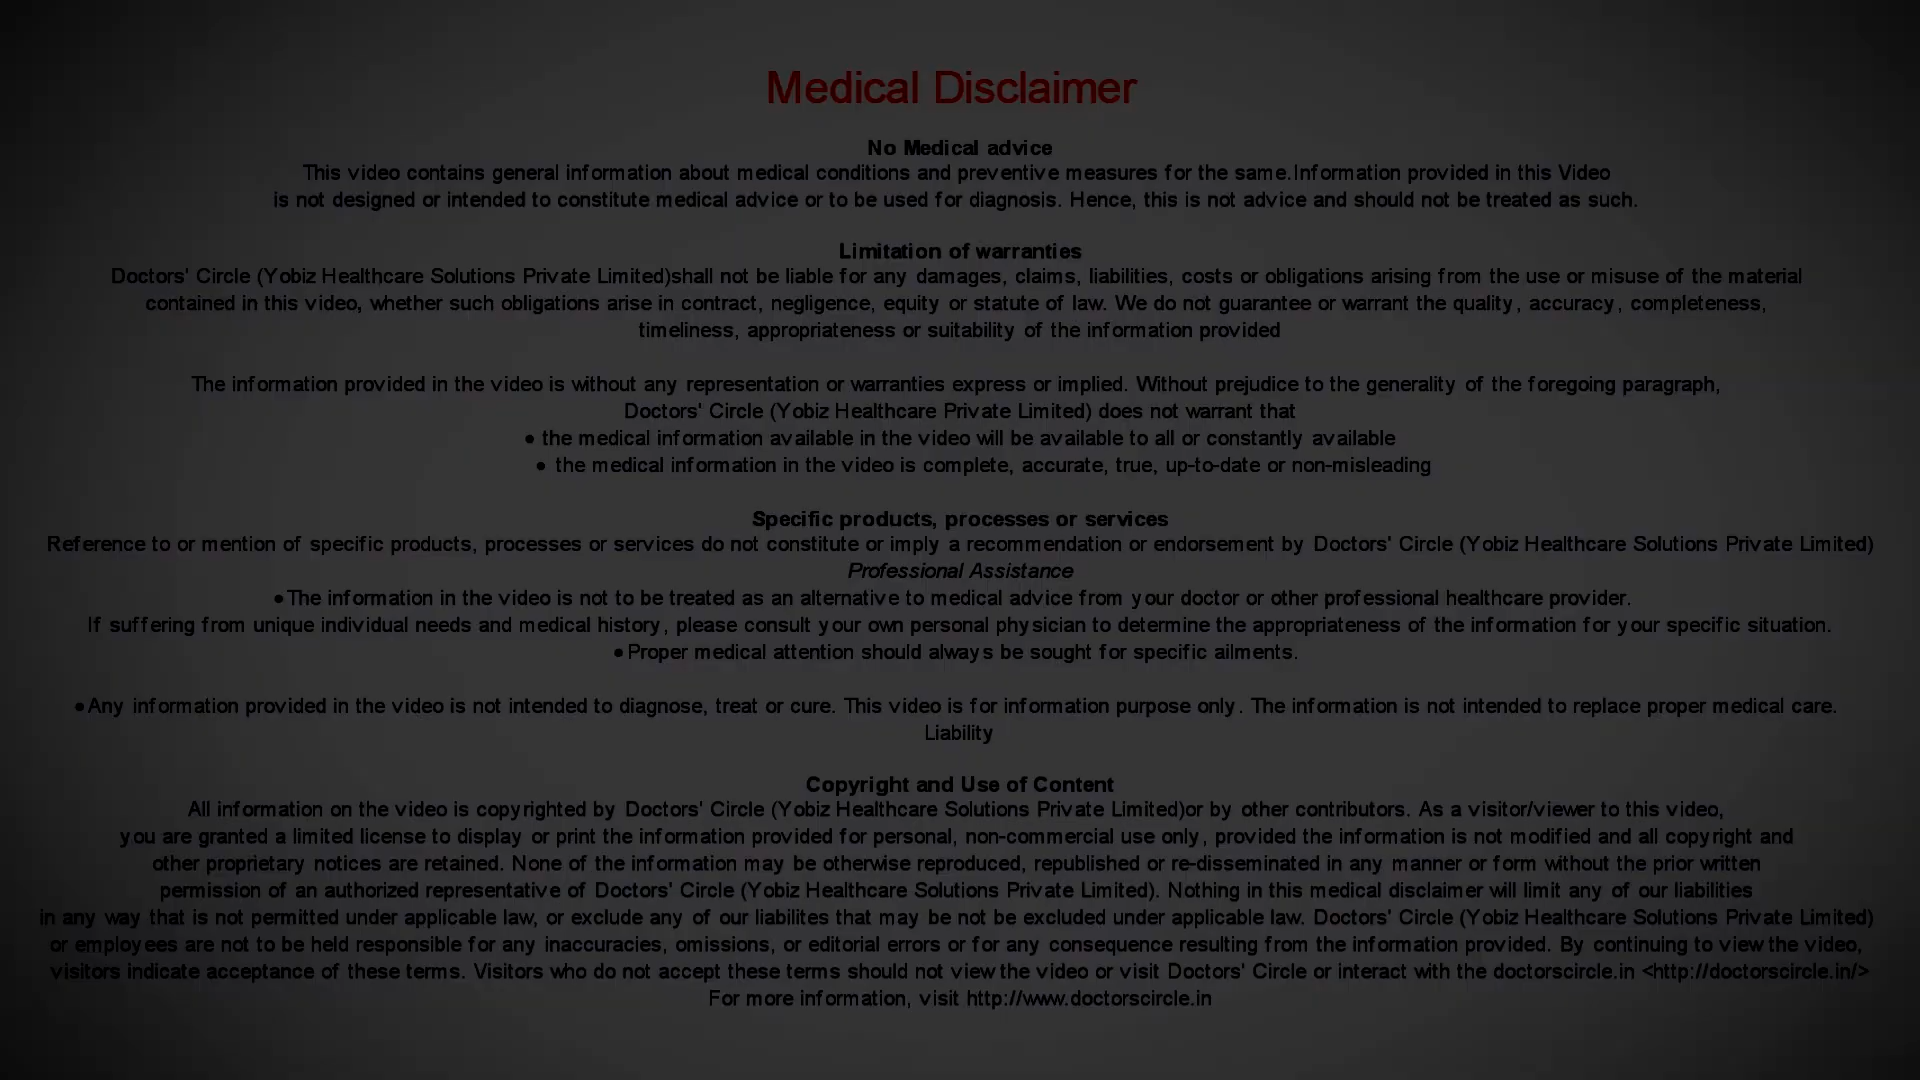 Medical Disclaimer
No Medical advice
This video contains general information about medical conditions and preventive measures for the same.Information provided in this Video
is not designed or intended to constitute medical advice or to be used for diagnosis. Hence, this is not advice and should not be treated as such.
Limitation of warranties
Doctors' Circle (Yobiz Healthcare Solutions Private Limited)shall not be liable for any damages, claims, liabilities, costs or obligations arising from the use or misuse of the material
contained in this video, whether such obligations arise in contract, negligence, equity or statute of law. We do not guarantee or warrant the quality, accuracy, completeness,
timeliness, appropriateness or suitability of the information provided
The information provided in the video is without any representation or warranties express or implied. Without prejudice to the generality of the foregoing paragraph,
Doctors' Circle (Yobiz Healthcare Private Limited) does not warrant that
● the medical information available in the video will be available to all or constantly available
● the medical information in the video is complete, accurate, true, up-to-date or non-misleading
Specific products, processes or services
Reference to or mention of specific products, processes or services do not constitute or imply a recommendation or endorsement by Doctors' Circle (Yobiz Healthcare Solutions Private Limited)
Professional Assistance
●The information in the video is not to be treated as an alternative to medical advice from your doctor or other professional healthcare provider.
If suffering from unique individual needs and medical history, please consult your own personal physician to determine the appropriateness of the information for your specific situation.
●Proper medical attention should always be sought for specific ailments.
●Any information provided in the video is not intended to diagnose, treat or cure. This video is for information purpose only. The information is not intended to replace proper medical care.
Liability
Copyright and Use of Content
All information on the video is copyrighted by Doctors' Circle (Yobiz Healthcare Solutions Private Limited)or by other contributors. As a visitor/viewer to this video,
you are granted a limited license to display or print the information provided for personal, non-commercial use only, provided the information is not modified and all copyright and
other proprietary notices are retained. None of the information may be otherwise reproduced, republished or re-disseminated in any manner or form without the prior written
permission of an authorized representative of Doctors' Circle (Yobiz Healthcare Solutions Private Limited). Nothing in this medical disclaimer will limit any of our liabilities
in any way that is not permitted under applicable law, or exclude any of our liabilites that may be not be excluded under applicable law. Doctors' Circle (Yobiz Healthcare Solutions Private Limited)
or employees are not to be held responsible for any inaccuracies, omissions, or editorial errors or for any consequence resulting from the information provided. By continuing to view the video,
visitors indicate acceptance of these terms. Visitors who do not accept these terms should not view the video or visit Doctors' Circle or interact with the doctorscircle.in <http://doctorscircle.in/>
For more information, visit http://www.doctorscircle.in